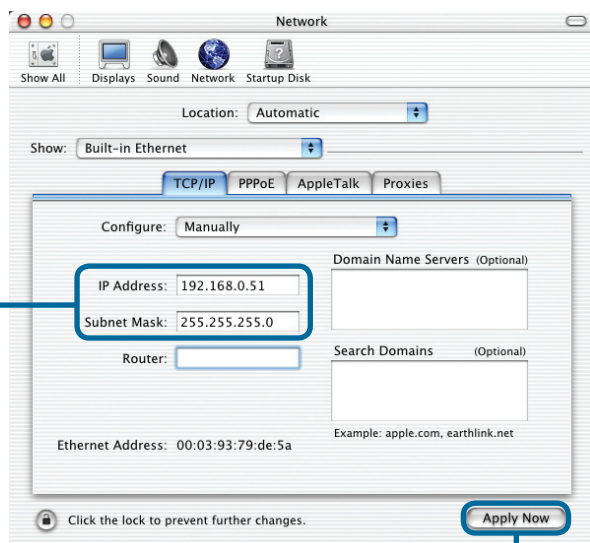 Network
Show All Displays Sound Network Startup Disk
Location: Automatic
Show: Built-in Ethernet
TCP/IP PPPoE AppleTalk Proxies
Configure: Manually
Domain Name Servers (Optional)
IP Address: 192.168.0.51
Subnet Mask: 255.255.255.0
Router:
Search Domains (Optional)
Example: apple.com, earthlink.net
Ethernet Address: 00:03:93:79:de:5a
Click the lock to prevent further changes.
Apply Now